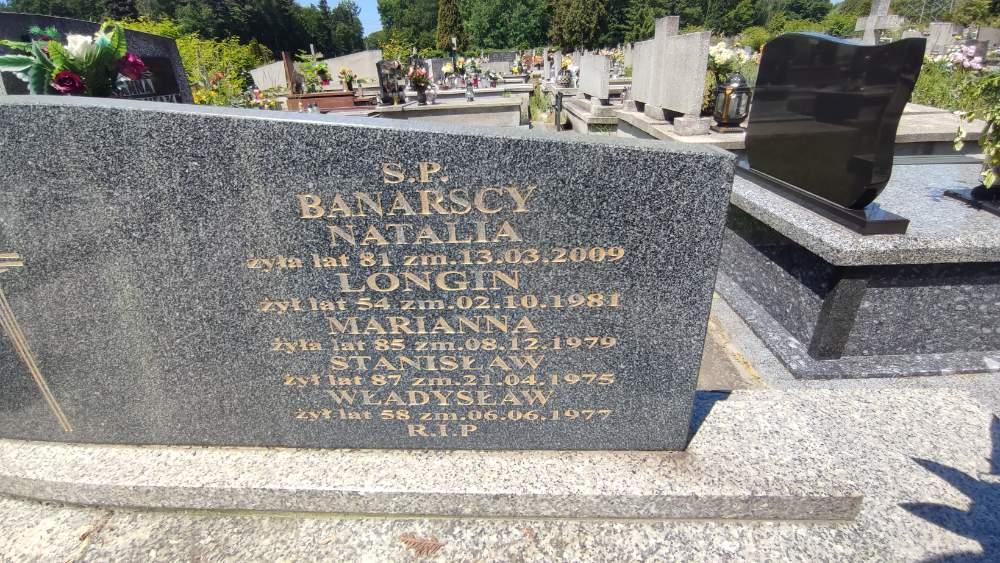 S.P.
BANARSCY
NATALIA
żyła lat 81 zm.13.03.2009
LONGIN
żył lat 54 zm.02.10.1981
MARIANNA
żyła lat 85 zm.08.12.1979
STANISŁAW
żył lat 87 zm.21.04.1975
WŁADYSŁAW
żył lat 58 zm.06.06.1977
R.I.P